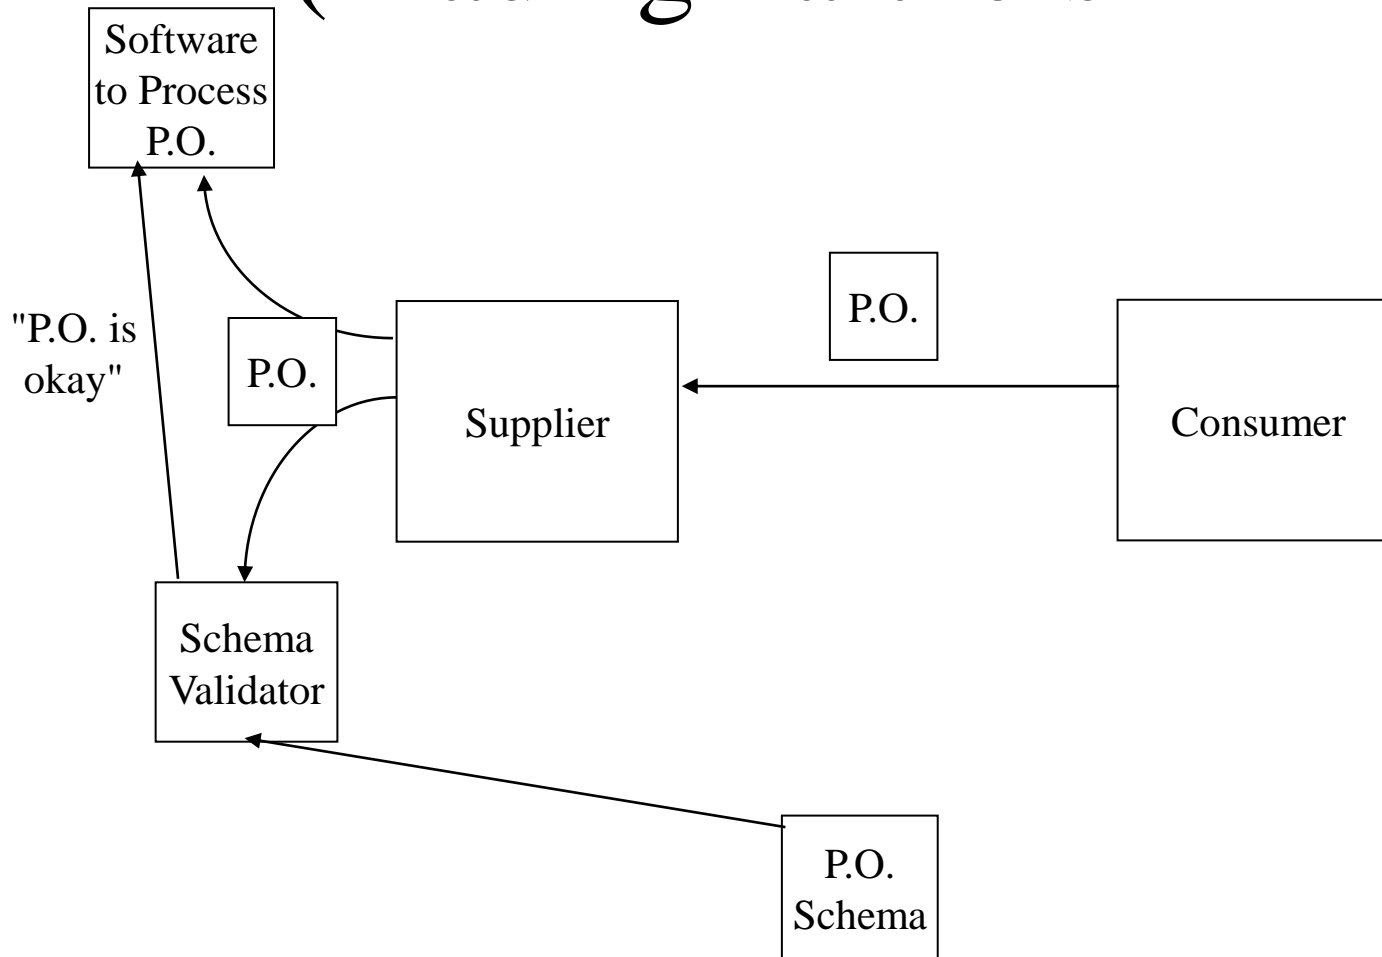 Software
to Process
P.O.
P.O.
"P.O. is
okay"
P.O.
Supplier
Consumer
Schema
Validator
P.O.
Schema